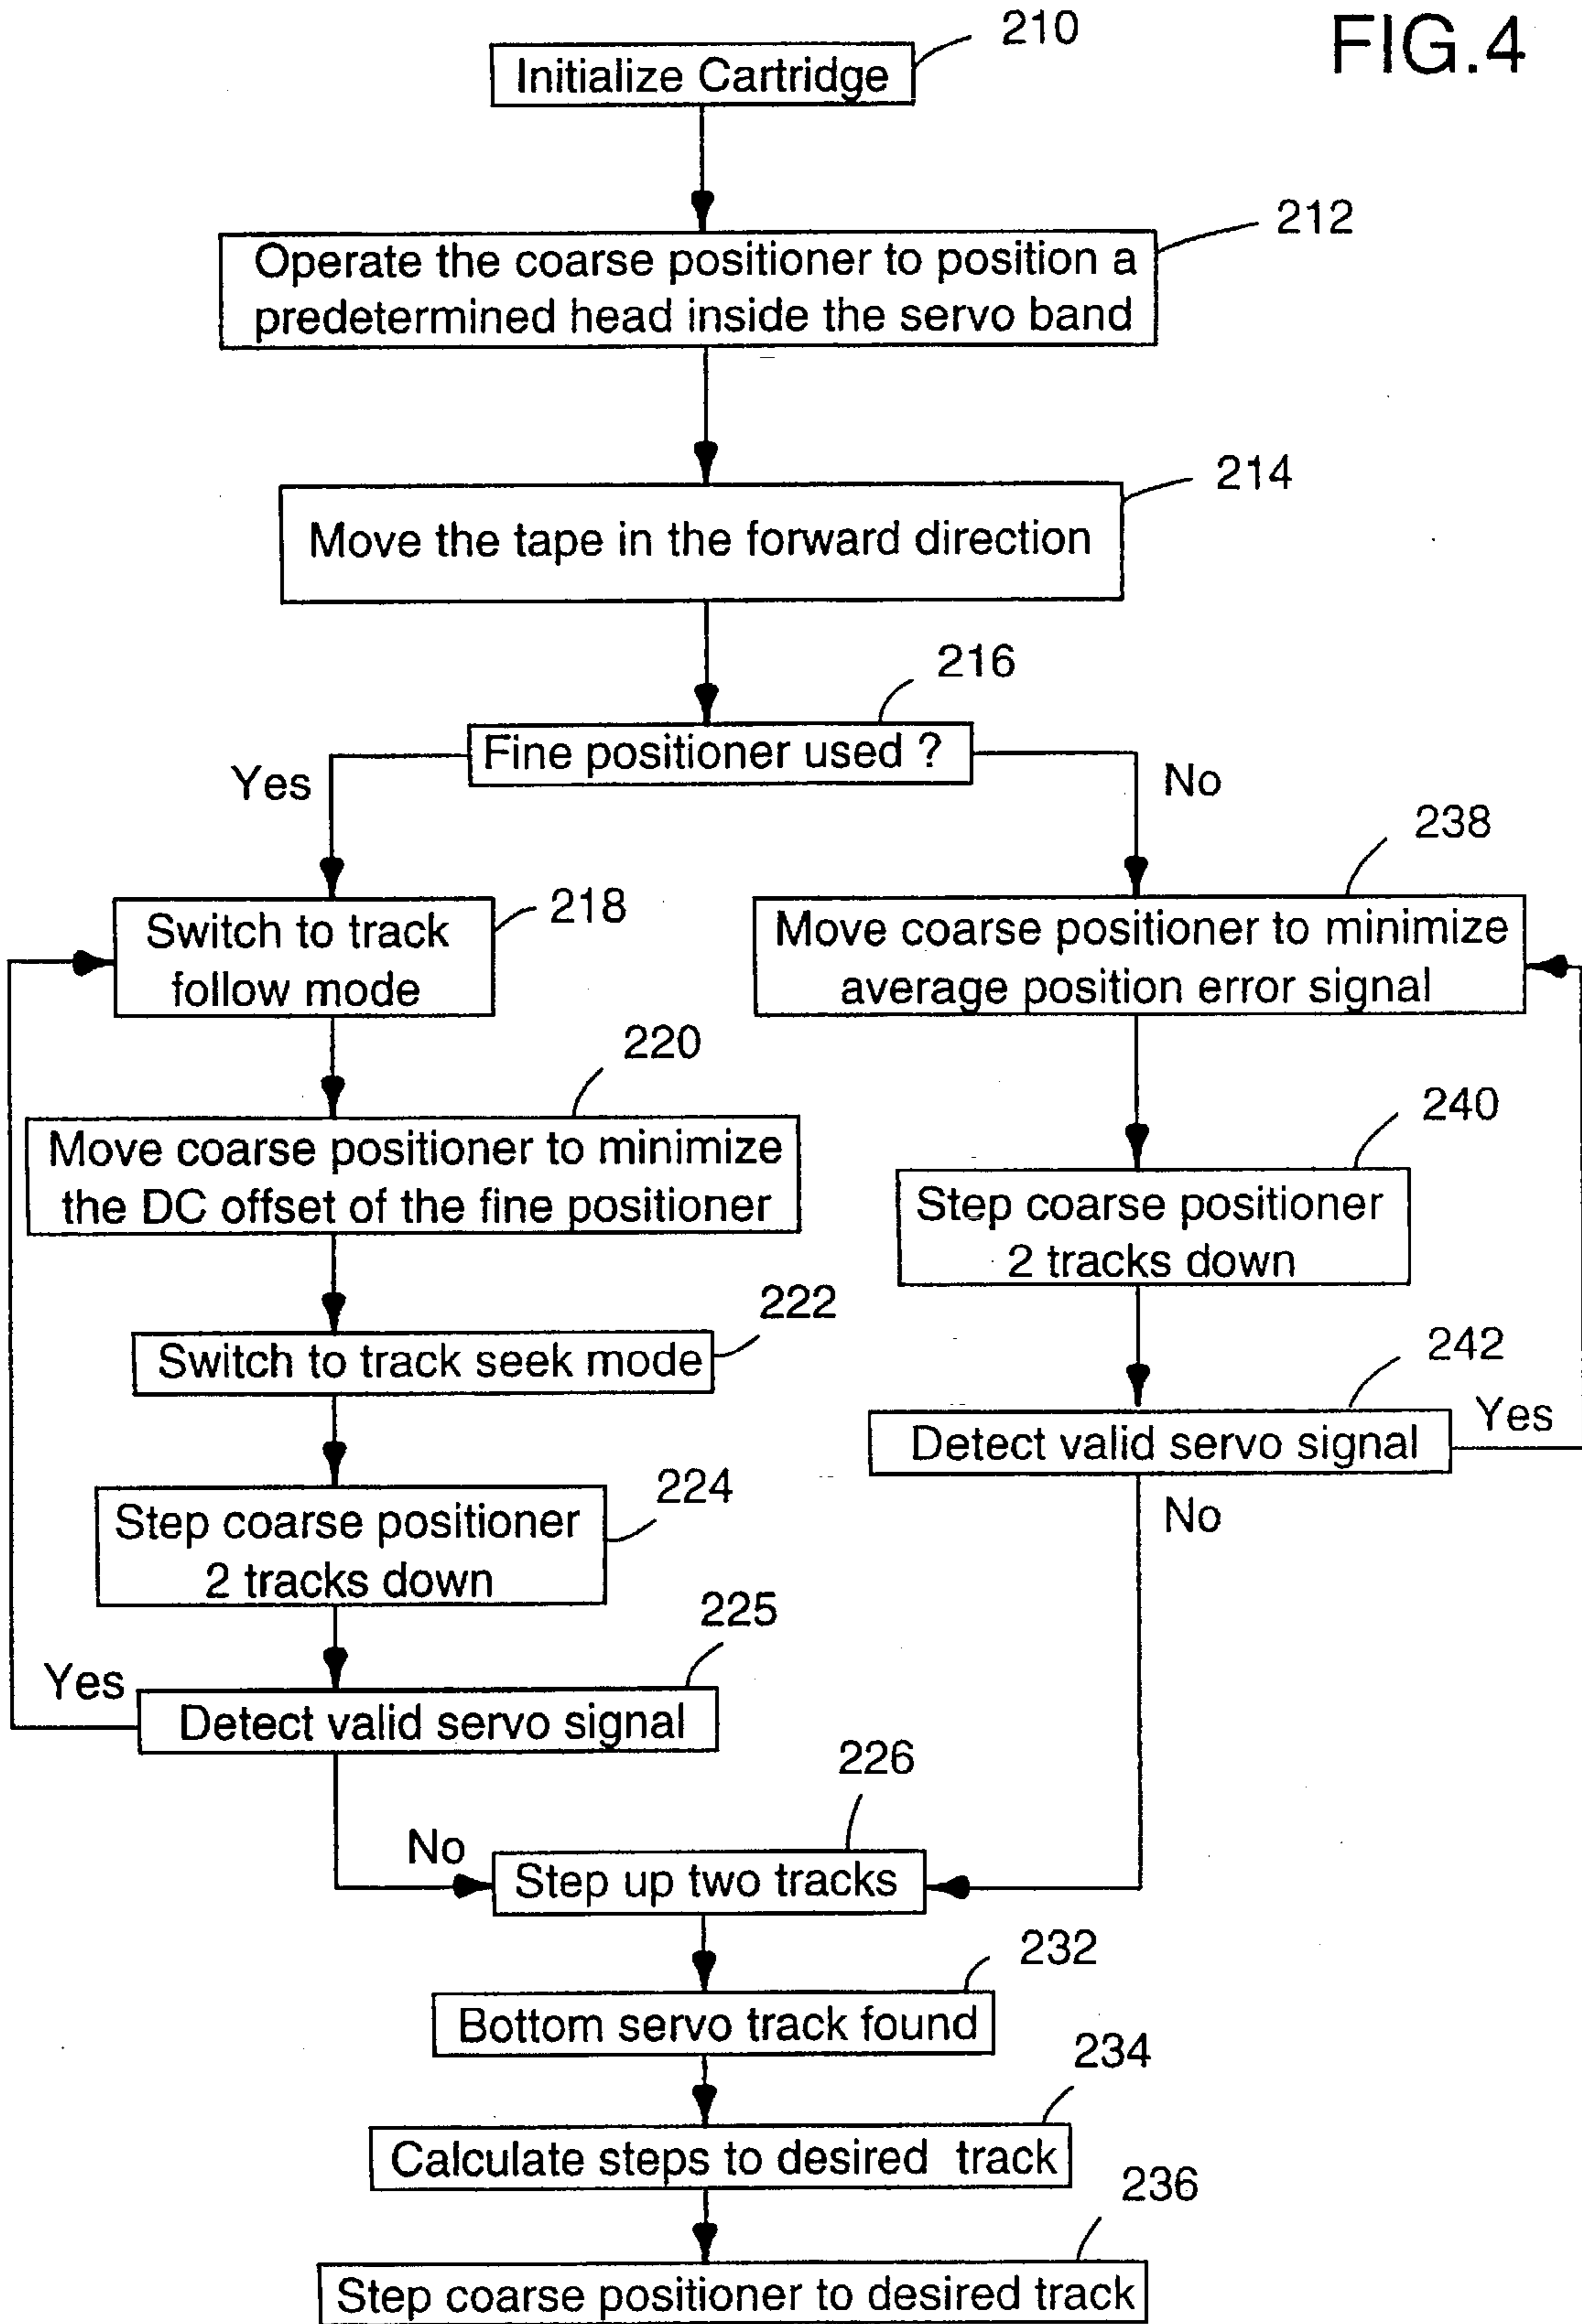 FIG.4
210
Initialize Cartridge
212
Operate the coarse positioner to position a
predetermined head inside the servo band
214
Move the tape in the forward direction
216
Fine positioner used ?
Yes
No
218
Switch to track
follow mode
238
Move coarse positioner to minimize
average position error signal
220
Move coarse positioner to minimize
the DC offset of the fine positioner
240
Step coarse positioner
2 tracks down
222
Switch to track seek mode
242
Detect valid servo signal
Yes
No
224
Step coarse positioner
2 tracks down
225
Yes
Detect valid servo signal
226
No
Step up two tracks
232
Bottom servo track found
234
Calculate steps to desired track
236
Step coarse positioner to desired track